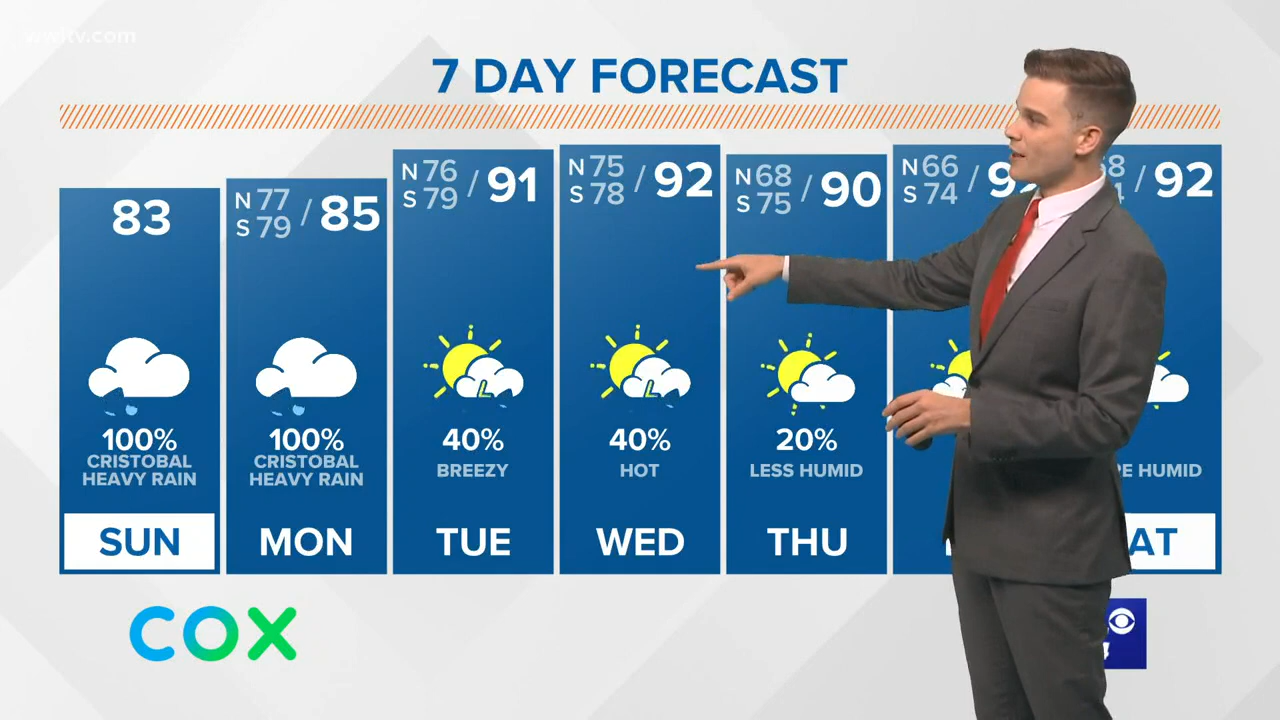 wwltv.com
7 DAY FORECAST
83
100%
CRISTOBAL
HEAVY RAIN
SUN
N 77
S 79 / 85
100%
CRISTOBAL
HEAVY RAIN
MON
N 76
S 79 / 91
40%
BREEZY
TUE
N 75
S 78 / 92
40%
HOT
WED
N 68
S 75 / 90
20%
LESS HUMID
THU
N 66
S 74 /
92
HUMID
COX